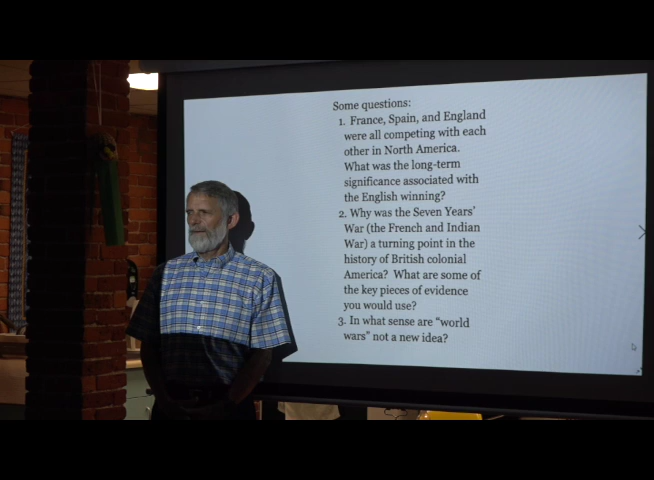 Some questions:
1. France, Spain, and England
were all competing with each
other in North America.
What was the long-term
significance associated with
the English winning?
2. Why was the Seven Years’
War (the French and Indian
War) a turning point in the
history of British colonial
America? What are some of
the key pieces of evidence
you would use?
3. In what sense are “world
wars” not a new idea?